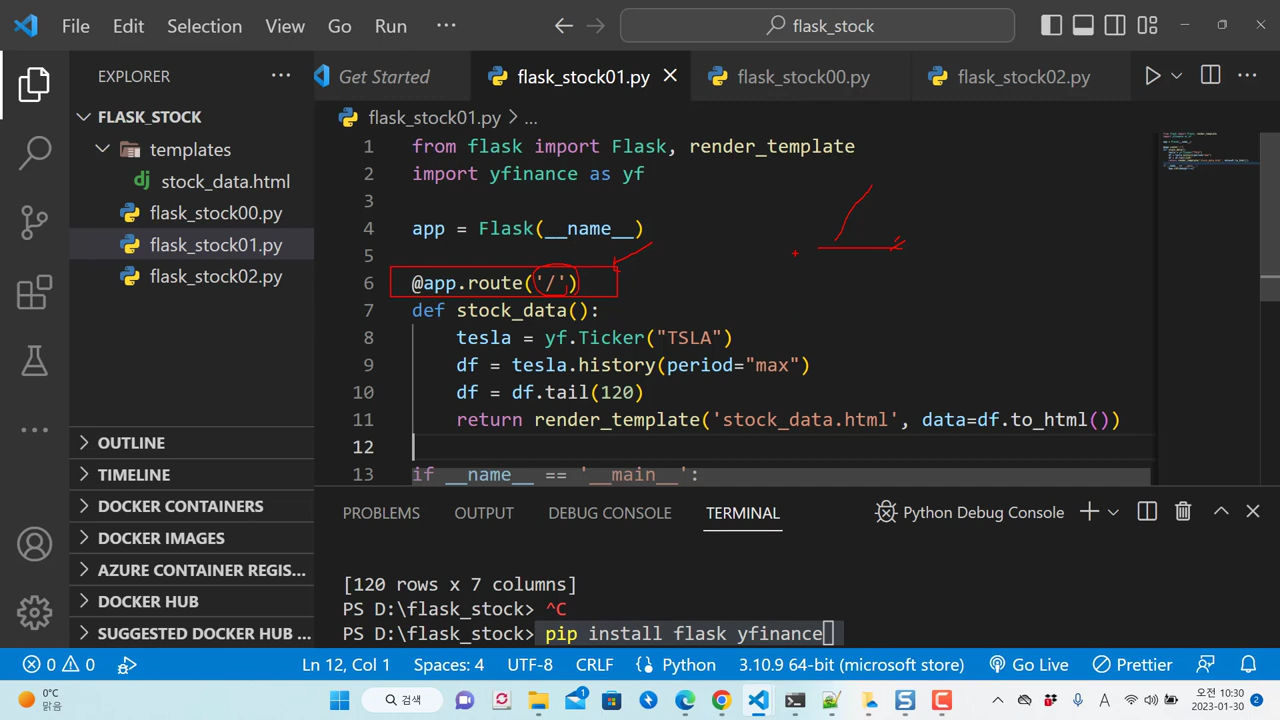 File Edit Selection View Go Run ··· flask_stock
EXPLORER ···
Get Started flask_stock01.py flask_stock00.py flask_stock02.py
FLASK_STOCK
templates
stock_data.html
flask_stock00.py
flask_stock01.py
flask_stock02.py
OUTLINE
TIMELINE
DOCKER CONTAINERS
DOCKER IMAGES
AZURE CONTAINER REGIS...
DOCKER HUB
SUGGESTED DOCKER HUB ...
flask_stock01.py > ...
1 from flask import Flask, render_template
2 import yfinance as yf
3
4 app = Flask(__name__)
5
6 @app.route('/')
7 def stock_data():
8 tesla = yf.Ticker("TSLA")
9 df = tesla.history(period="max")
10 df = df.tail(120)
11 return render_template('stock_data.html', data=df.to_html())
12
13 if __name__ == '__main__':
PROBLEMS OUTPUT DEBUG CONSOLE TERMINAL Python Debug Console
[120 rows x 7 columns]
PS D:\flask_stock> ^C
PS D:\flask_stock> pip install flask yfinance
0 0 Ln 12, Col 1 Spaces: 4 UTF-8 CRLF Python 3.10.9 64-bit (microsoft store) Go Live Prettier
0°C
맑음
검색
1
A
오전 10:30
2023-01-30
2